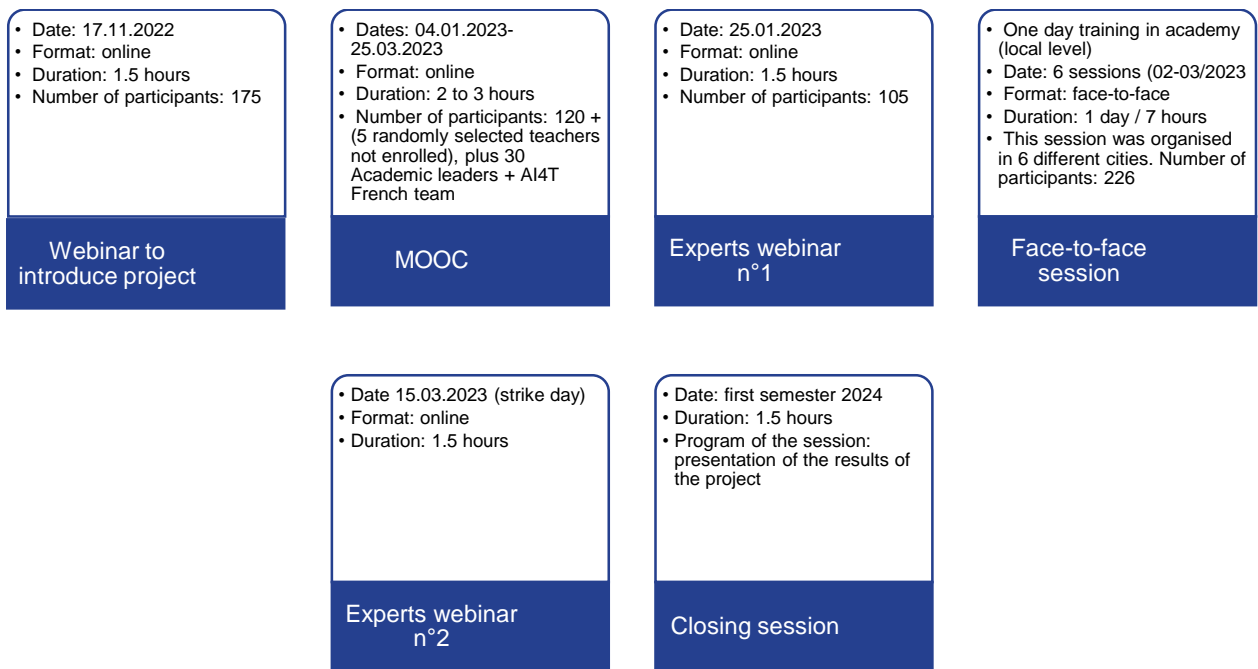 • Date: 17.11.2022
• Format: online
• Duration: 1.5 hours
• Number of participants: 175
Webinar to
introduce project
• Dates: 04.01.2023-
25.03.2023
• Format: online
• Duration: 2 to 3 hours
• Number of participants: 120 +
(5 randomly selected teachers
not enrolled), plus 30
Academic leaders + AI4T
French team
MOOC
• Date: 25.01.2023
• Format: online
• Duration: 1.5 hours
• Number of participants: 105
Experts webinar
n°1
• One day training in academy
(local level)
• Date: 6 sessions (02-03/2023
• Format: face-to-face
• Duration: 1 day / 7 hours
• This session was organised
in 6 different cities. Number of
participants: 226
Face-to-face
session
• Date 15.03.2023 (strike day)
• Format: online
• Duration: 1.5 hours
Experts webinar
n°2
• Date: first semester 2024
• Duration: 1.5 hours
• Program of the session:
presentation of the results of
the project
Closing session